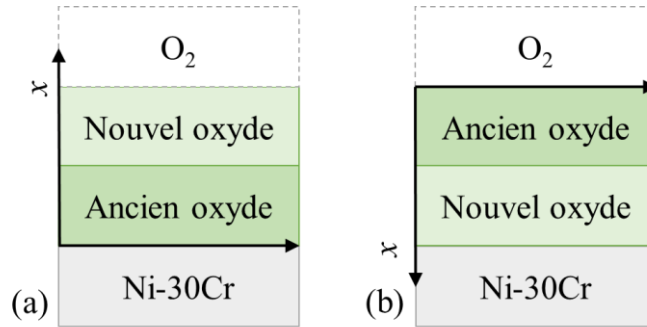 O₂
x
Nouvel oxyde
Ancien oxyde
Ni-30Cr
(a)
O₂
Ancien oxyde
Nouvel oxyde
x
Ni-30Cr
(b)